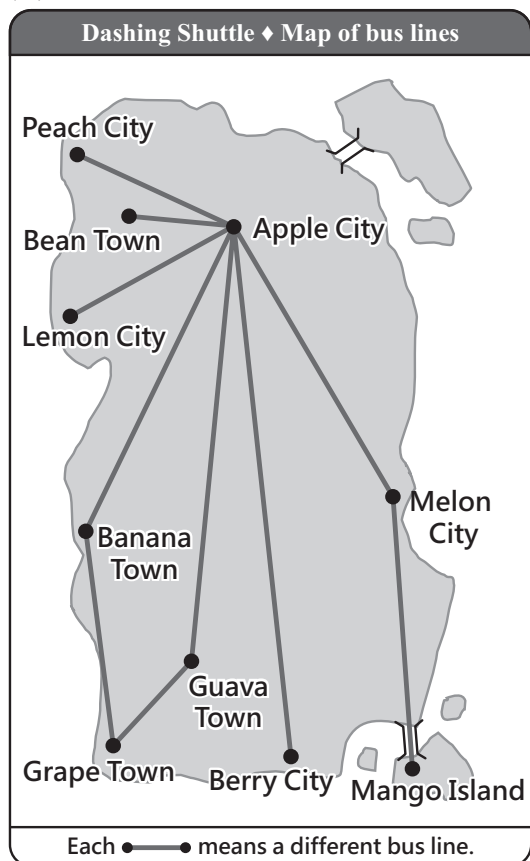 Dashing Shuttle ♦ Map of bus lines
Peach City
Bean Town
Apple City
Lemon City
Melon
City
Banana
Town
Guava
Town
Grape Town
Berry City
Mango Island
Each means a different bus line.